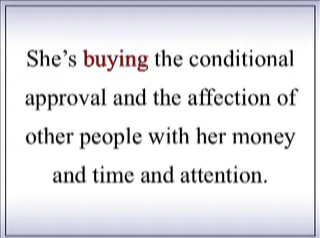 She’s buying the conditional
approval and the affection of
other people with her money
and time and attention.